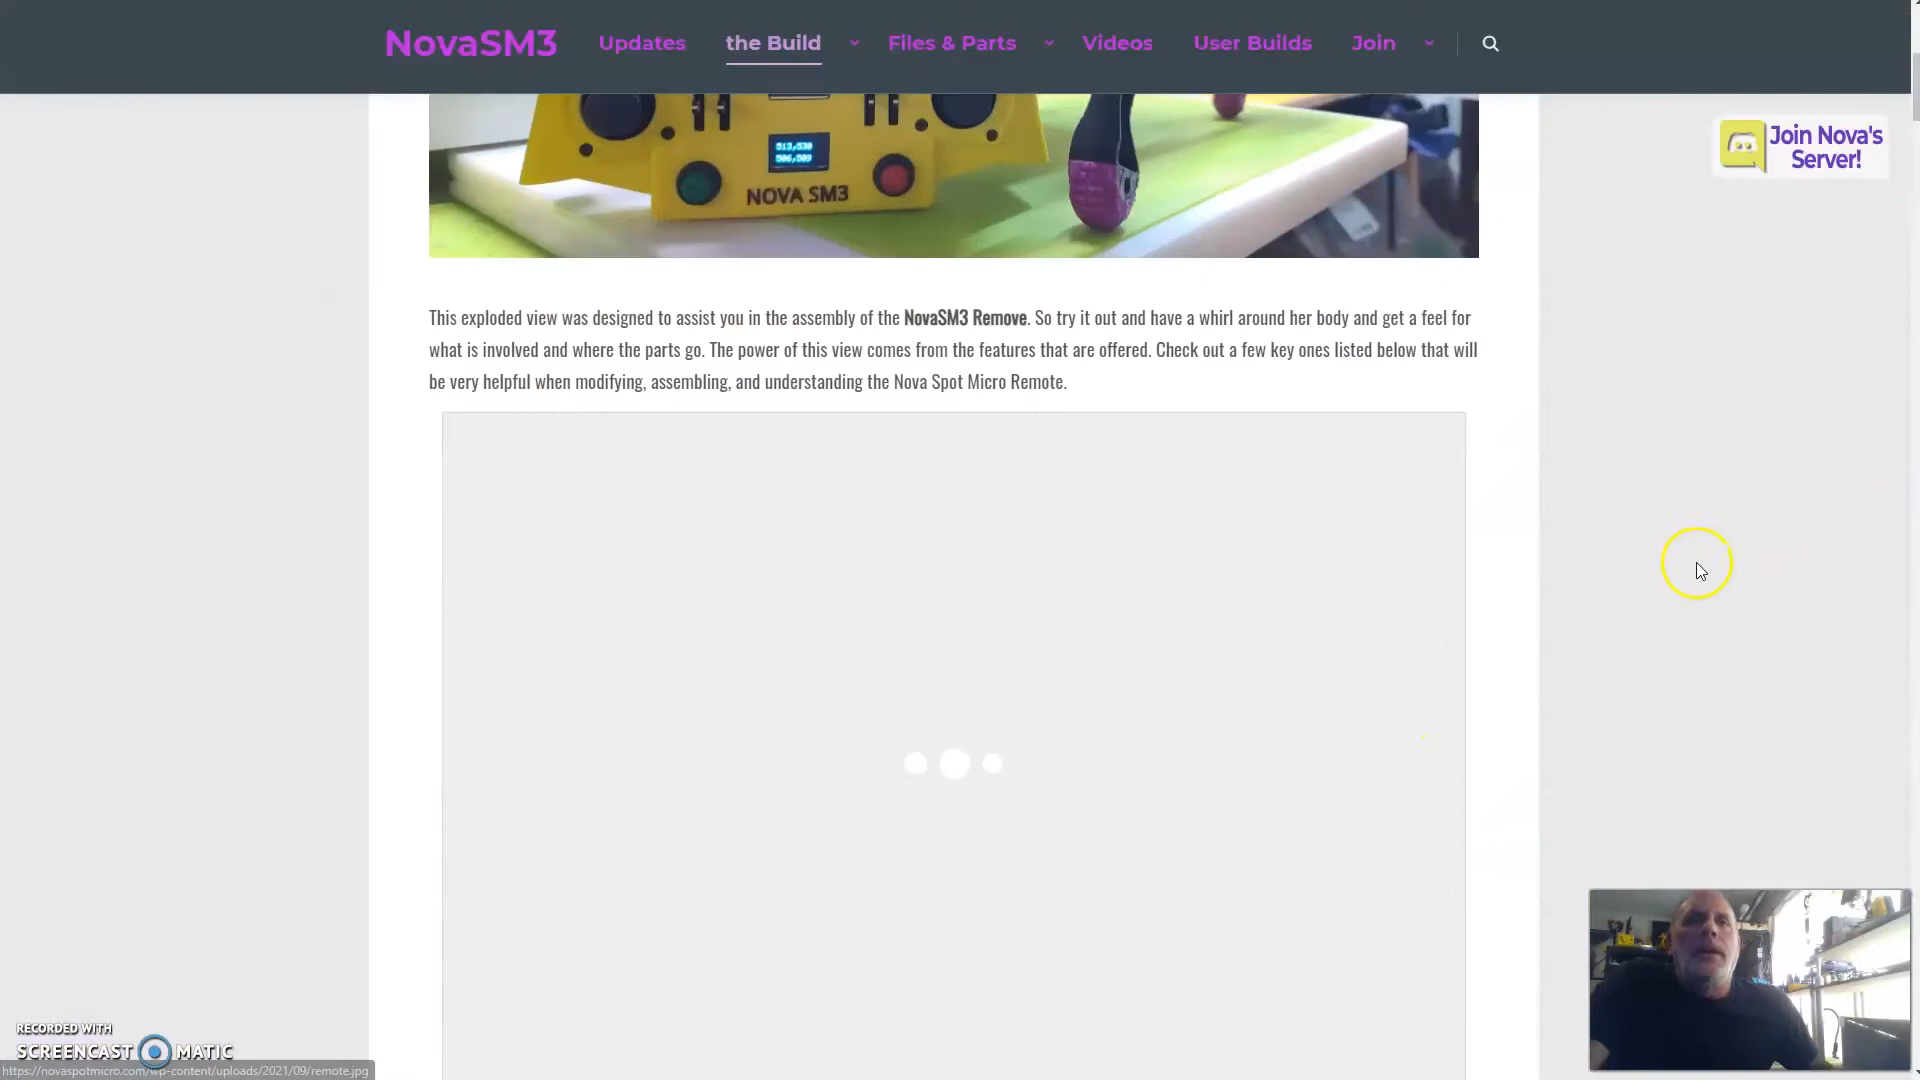 NovaSM3 Updates the Build Files & Parts Videos User Builds Join
Join Nova's
Server!
513,530
506,509
NOVA SM3
This exploded view was designed to assist you in the assembly of the NovaSM3 Remove. So try it out and have a whirl around her body and get a feel for
what is involved and where the parts go. The power of this view comes from the features that are offered. Check out a few key ones listed below that will
be very helpful when modifying, assembling, and understanding the Nova Spot Micro Remote.
RECORDED WITH
SCREENCAST MATIC
https://novaspotmicro.com/wp-content/uploads/2021/09/remote.jpg